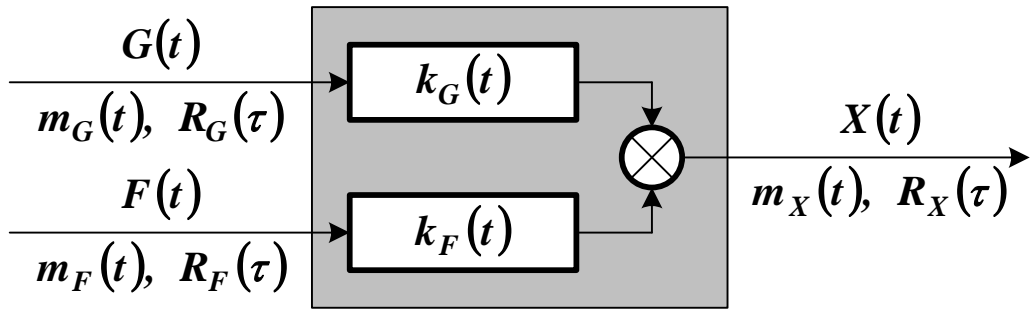 G(t)
m_G(t), R_G(τ)
k_G(t)
X(t)
m_X(t), R_X(τ)
F(t)
m_F(t), R_F(τ)
k_F(t)